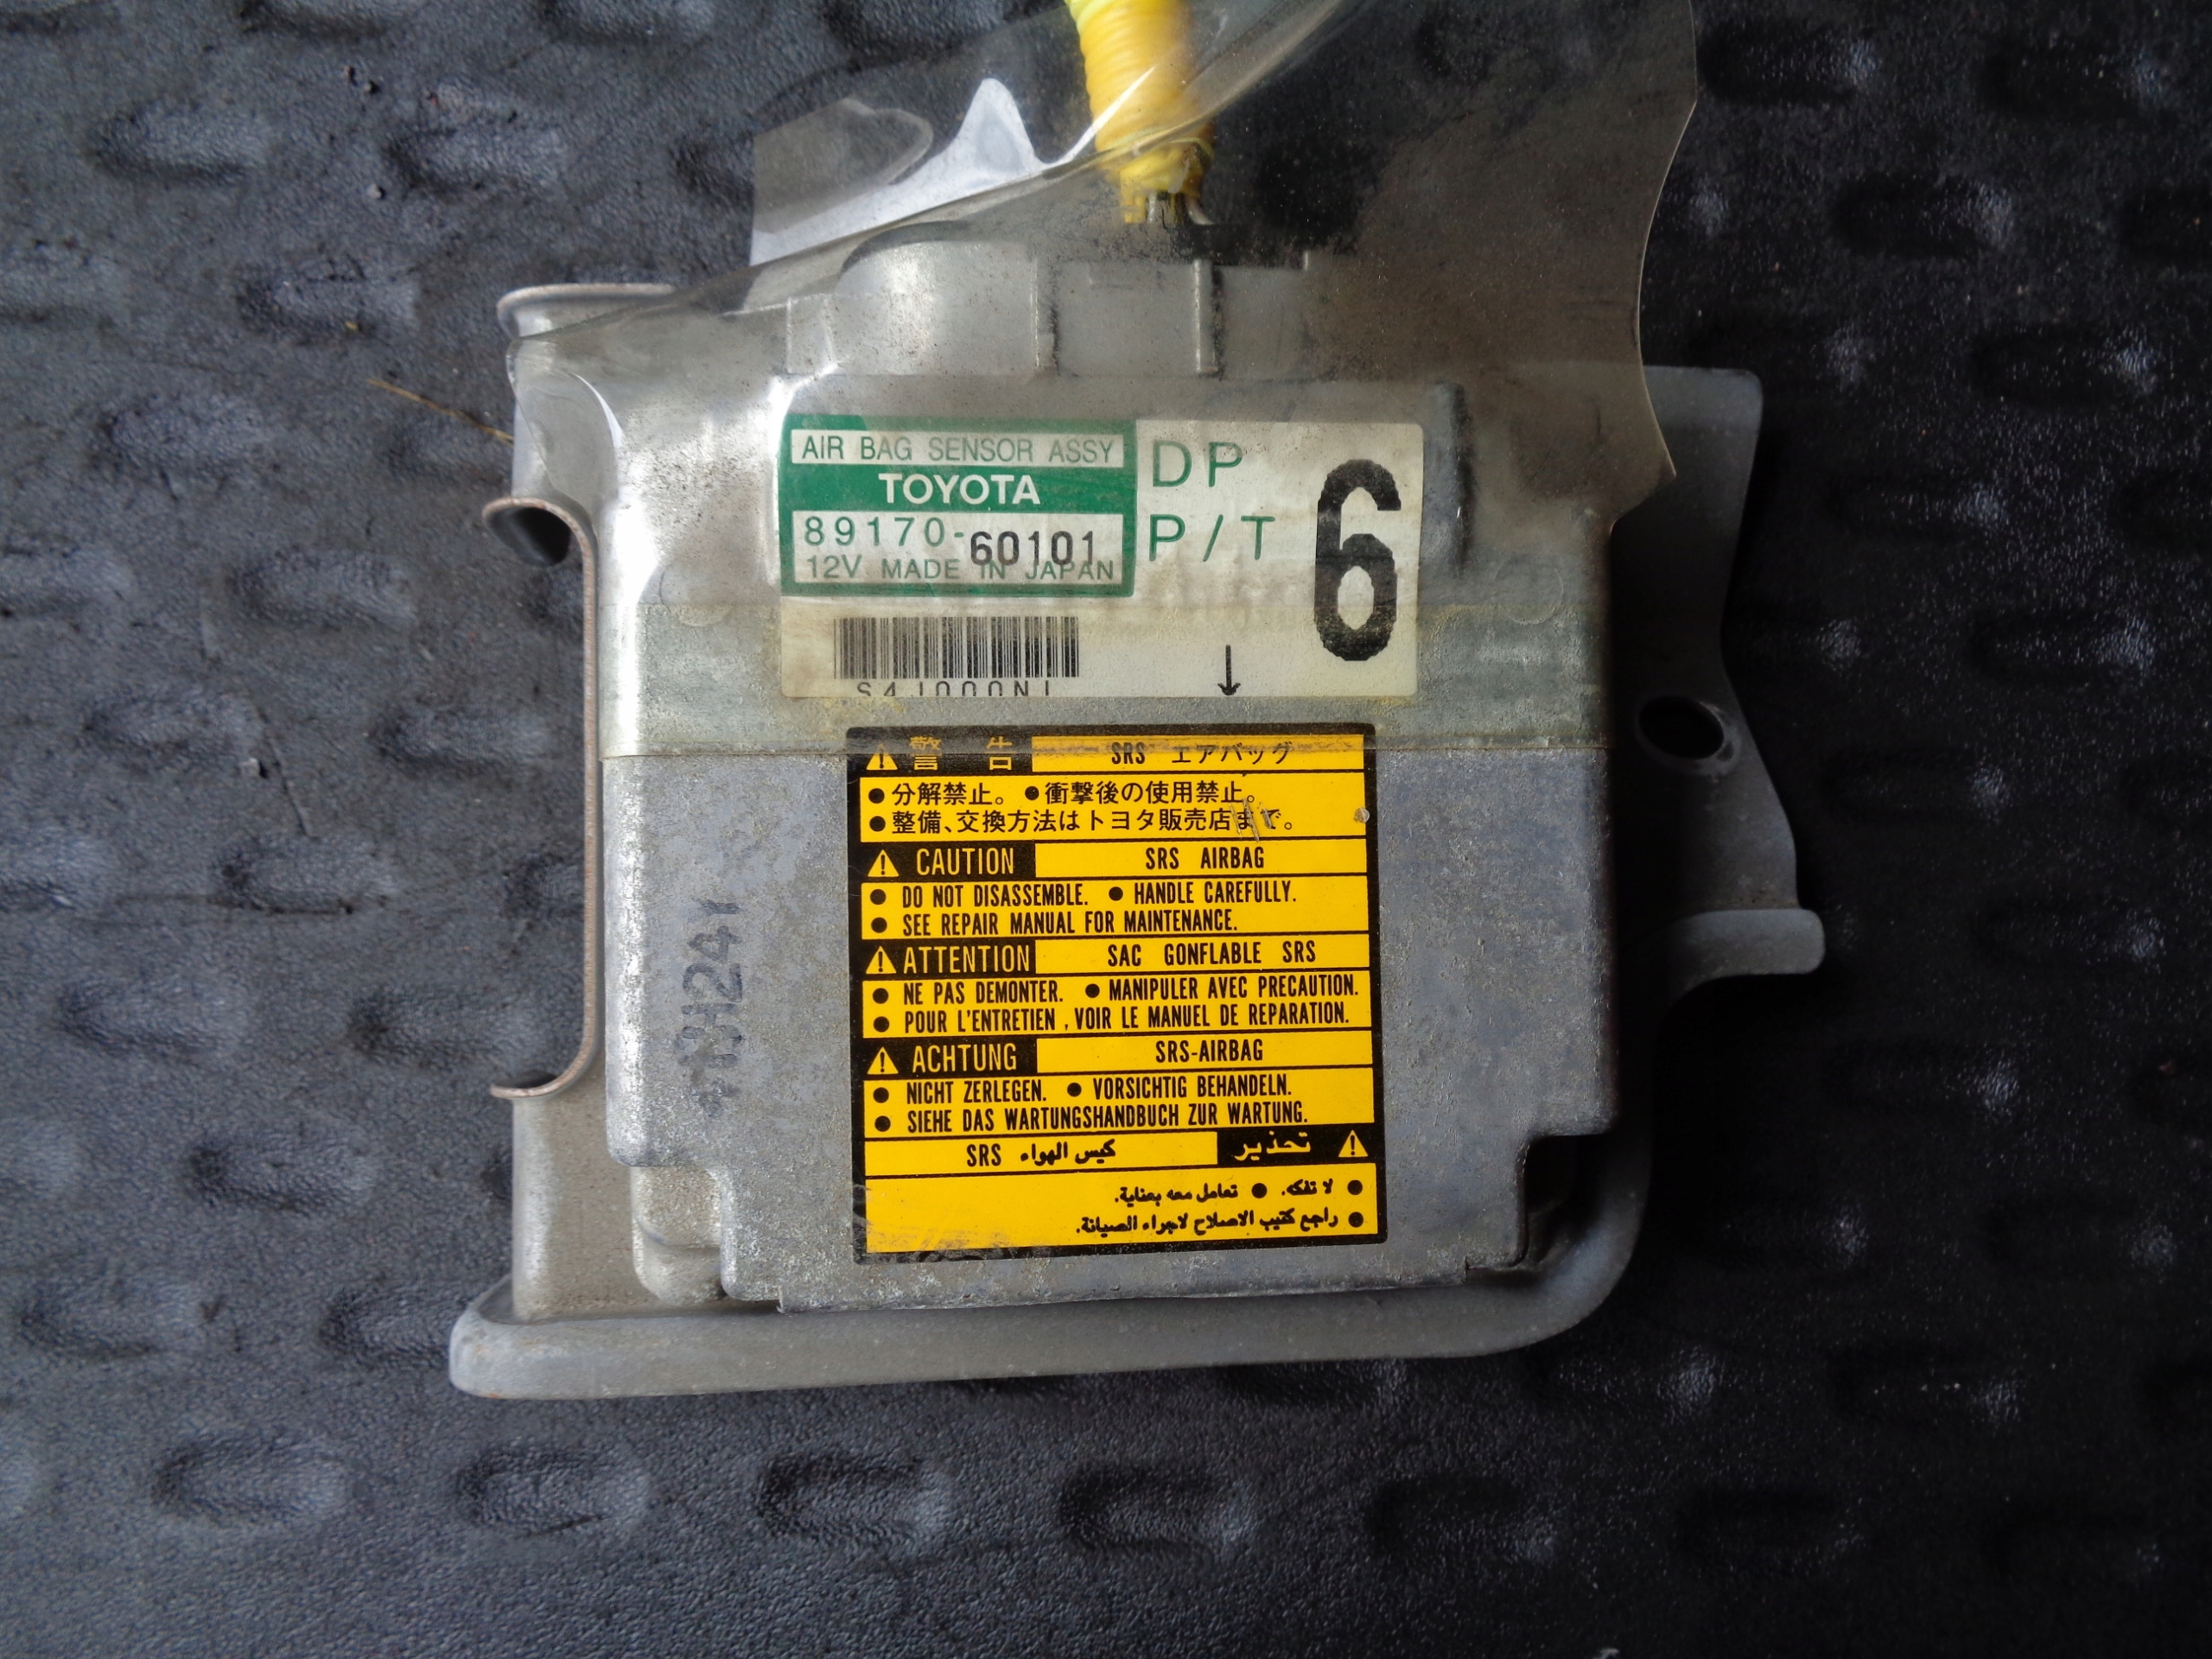 AIR BAG SENSOR ASSY
TOYOTA
89170-60101
12V MADE IN JAPAN
DP
P/T
6
↓
警告 SRS エアバッグ
● 分解禁止。 ● 衝撃後の使用禁止。
● 整備、交換方法はトヨタ販売店まで。
CAUTION SRS AIRBAG
● DO NOT DISASSEMBLE. ● HANDLE CAREFULLY.
● SEE REPAIR MANUAL FOR MAINTENANCE.
ATTENTION SAC GONFLABLE SRS
● NE PAS DEMONTER. ● MANIPULER AVEC PRECAUTION.
● POUR L'ENTRETIEN , VOIR LE MANUEL DE REPARATION.
ACHTUNG SRS-AIRBAG
● NICHT ZERLEGEN. ● VORSICHTIG BEHANDELN.
● SIEHE DAS WARTUNGSHANDBUCH ZUR WARTUNG.
تحذير كيس الهواء SRS
● لا تفكه. ● تعامل معه بعناية.
● راجع كتيب الاصلاح لاجراء الصيانة.